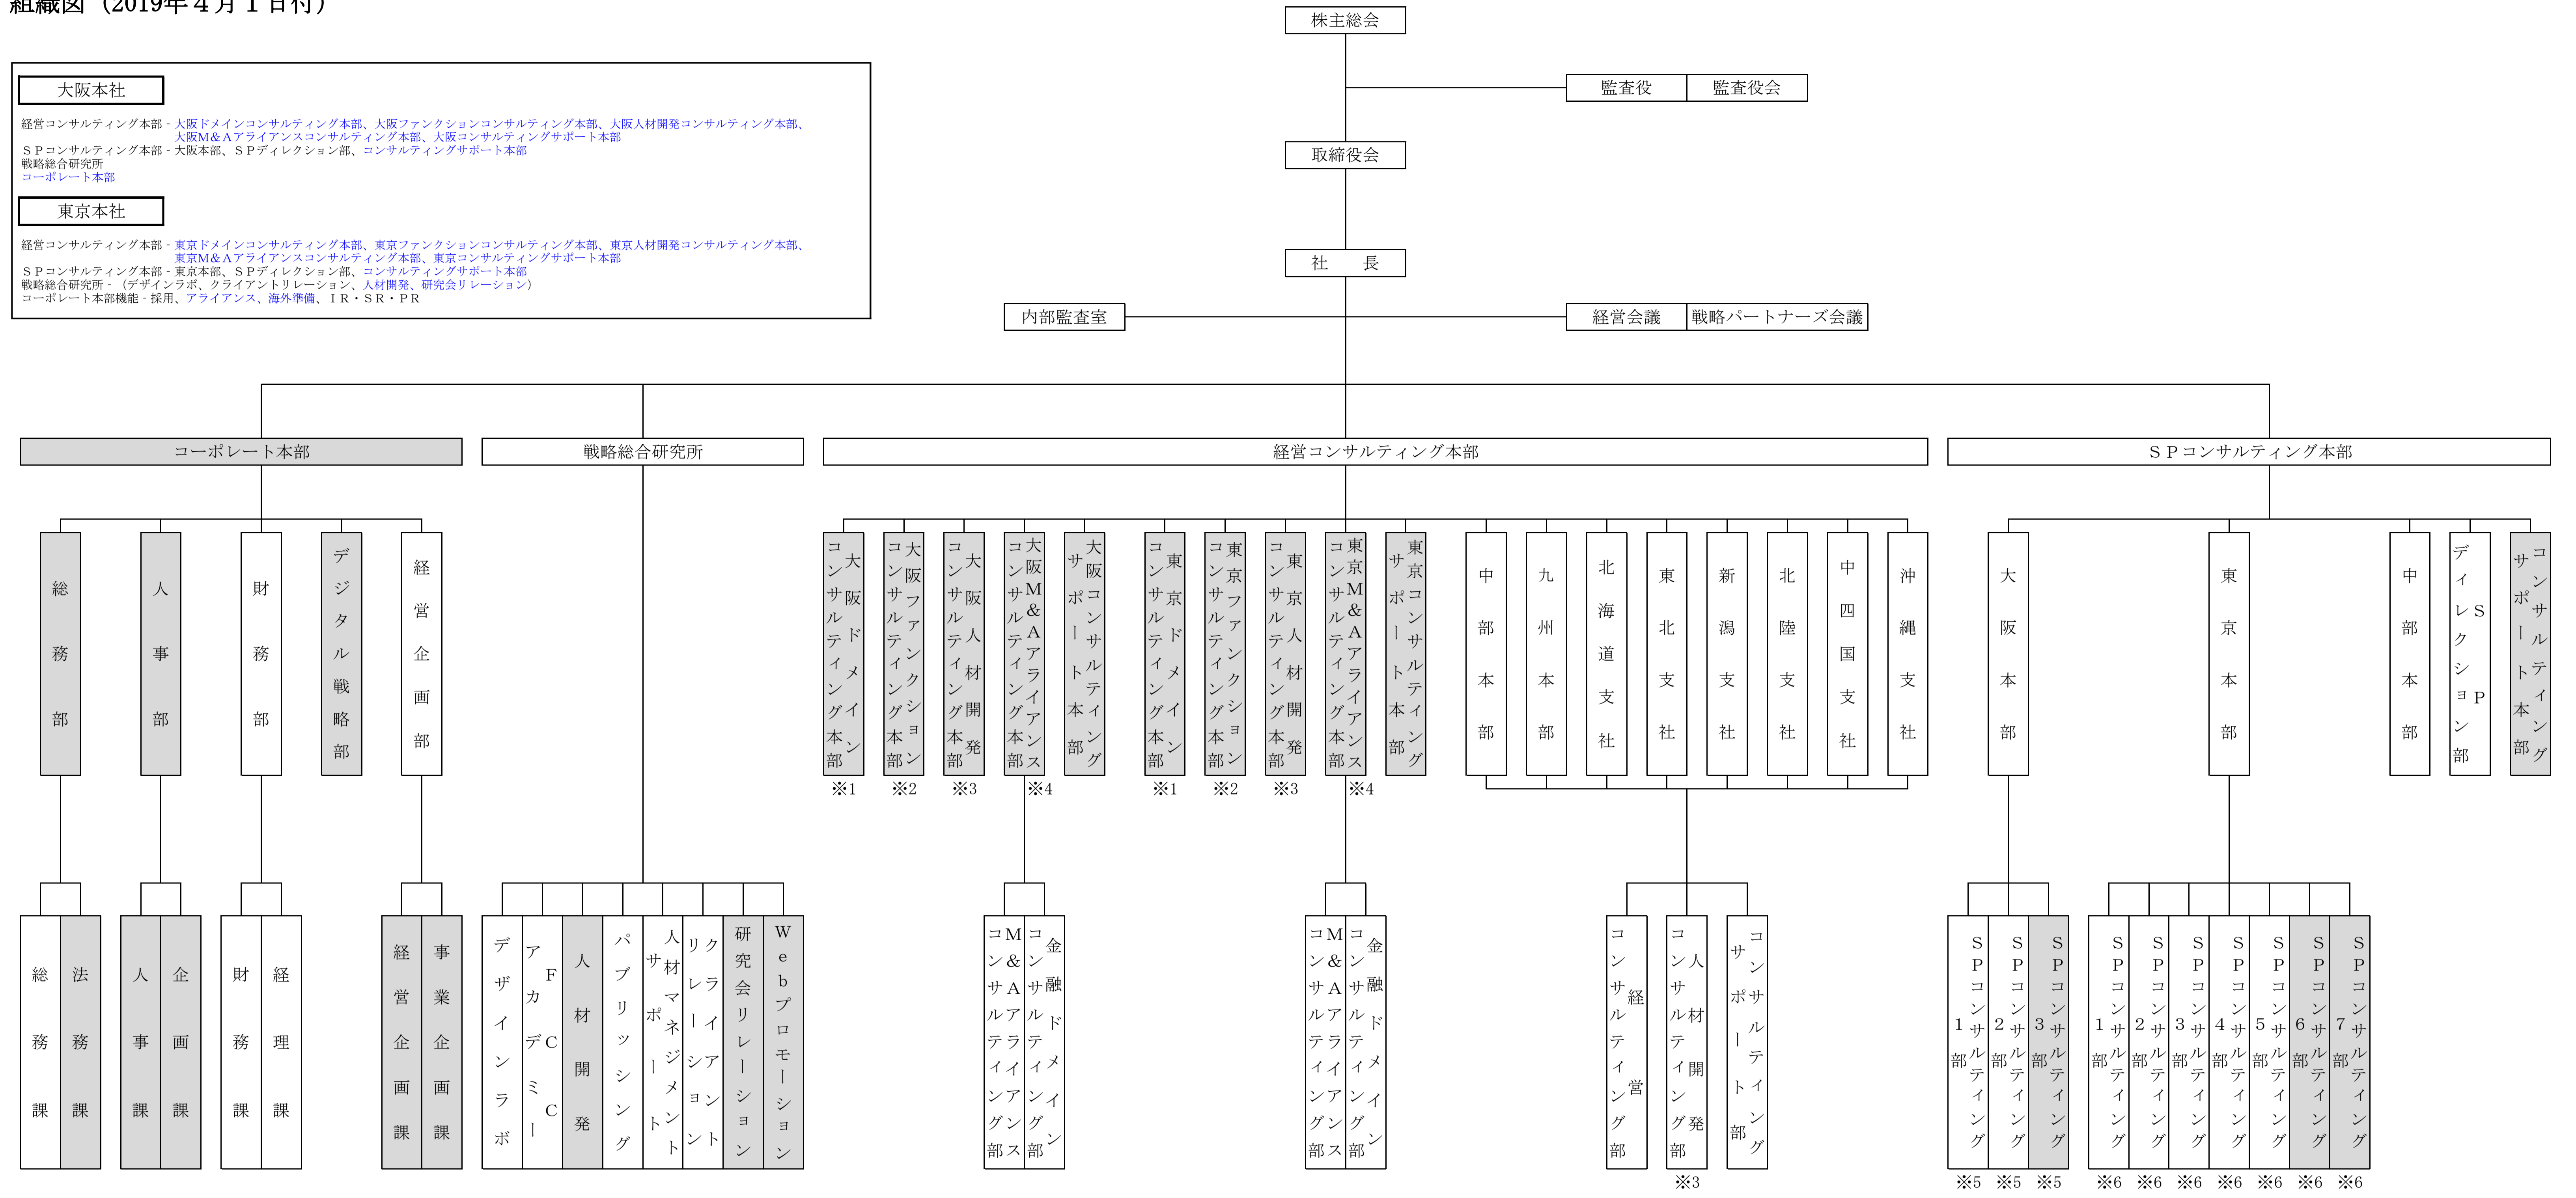 組織図（2019年４月１日付）
株主総会
監査役
監査役会
取締役会
社　　長
内部監査室
経営会議
戦略パートナーズ会議
大阪本社
経営コンサルティング本部 - 大阪ドメインコンサルティング本部、大阪ファンクションコンサルティング本部、大阪人材開発コンサルティング本部、
大阪M＆Aアライアンスコンサルティング本部、大阪コンサルティングサポート本部
ＳＰコンサルティング本部 - 大阪本部、ＳＰディレクション部、コンサルティングサポート本部
戦略総合研究所
コーポレート本部
東京本社
経営コンサルティング本部 - 東京ドメインコンサルティング本部、東京ファンクションコンサルティング本部、東京人材開発コンサルティング本部、
東京M＆Aアライアンスコンサルティング本部、東京コンサルティングサポート本部
ＳＰコンサルティング本部 - 東京本部、ＳＰディレクション部、コンサルティングサポート本部
戦略総合研究所 - （デザインラボ、クライアントリレーション、人材開発、研究会リレーション）
コーポレート本部機能 - 採用、アライアンス、海外準備、ＩＲ・ＳＲ・ＰＲ
コーポレート本部
戦略総合研究所
経営コンサルティング本部
ＳＰコンサルティング本部
総務部
人事部
財務部
デジタル戦略部
経営企画部
大阪ドメイン
コンサルティング本部
※1
大阪ファンクション
コンサルティング本部
※2
大阪人材開発
コンサルティング本部
※3
大阪M＆Aアライアンス
コンサルティング本部
※4
大阪コンサルティング
サポート本部
東京ドメイン
コンサルティング本部
※1
東京ファンクション
コンサルティング本部
※2
東京人材開発
コンサルティング本部
※3
東京M＆Aアライアンス
コンサルティング本部
※4
東京コンサルティング
サポート本部
中部本部
九州本部
北海道支社
東北支社
新潟支社
北陸支社
中四国支社
沖縄支社
大阪本部
東京本部
中部本部
ＳＰ
ディレクション部
コンサルティング
サポート本部
総務課
法務課
人事課
企画課
財務課
経理課
経営企画課
事業企画課
デザインラボ
ＦＣＣ
アカデミー
人材開発
パブリッシング
人材マネジメント
サポート
クライアント
リレーション
研究会リレーション
Ｗｅｂプロモーション
M＆Aアライアンス
コンサルティング部
金融ドメイン
コンサルティング部
M＆Aアライアンス
コンサルティング部
金融ドメイン
コンサルティング部
経営
コンサルティング部
人材開発
コンサルティング部
※3
コンサルティング
サポート部
ＳＰコンサルティング
１部
※5
ＳＰコンサルティング
２部
※5
ＳＰコンサルティング
３部
※5
ＳＰコンサルティング
１部
※6
ＳＰコンサルティング
２部
※6
ＳＰコンサルティング
３部
※6
ＳＰコンサルティング
４部
※6
ＳＰコンサルティング
５部
※6
ＳＰコンサルティング
６部
※6
ＳＰコンサルティング
７部
※6